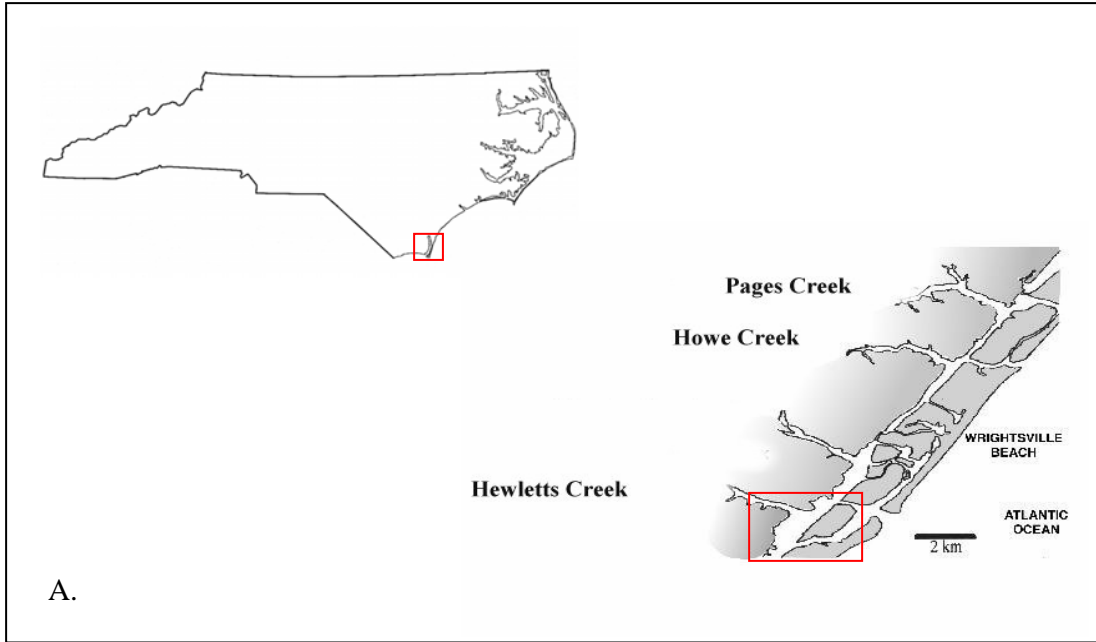 Pages Creek
Howe Creek
WRIGHTSVILLE
BEACH
Hewletts Creek
ATLANTIC
OCEAN
2 km
A.